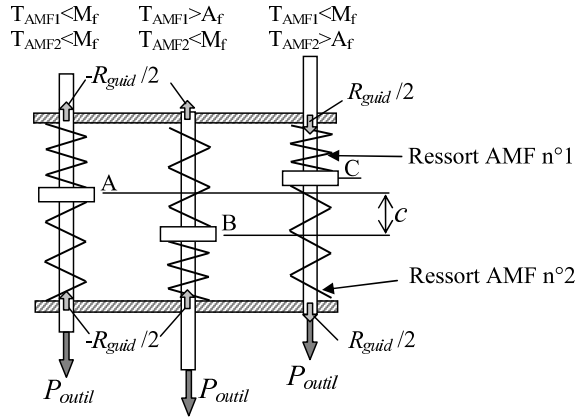 T_AMF1<M_f T_AMF1>A_f T_AMF1<M_f
T_AMF2<M_f T_AMF2<M_f T_AMF2>A_f
-R_guid /2
R_guid /2
Ressort AMF n°1
A
C
c
B
Ressort AMF n°2
-R_guid /2
R_guid /2
P_outil
P_outil
P_outil